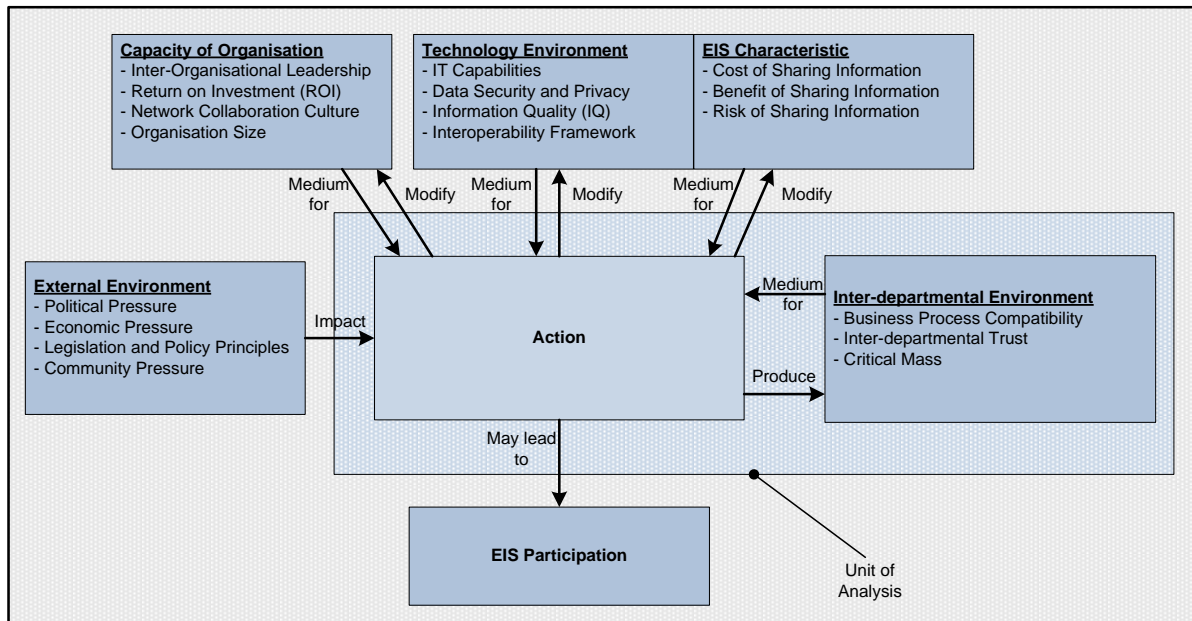 Capacity of Organisation
- Inter-Organisational Leadership
- Return on Investment (ROI)
- Network Collaboration Culture
- Organisation Size
Technology Environment
- IT Capabilities
- Data Security and Privacy
- Information Quality (IQ)
- Interoperability Framework
EIS Characteristic
- Cost of Sharing Information
- Benefit of Sharing Information
- Risk of Sharing Information
Medium
for
Modify
Medium
for
Modify
Medium
for
Modify
External Environment
- Political Pressure
- Economic Pressure
- Legislation and Policy Principles
- Community Pressure
Impact
Action
Medium
for
Produce
Inter-departmental Environment
- Business Process Compatibility
- Inter-departmental Trust
- Critical Mass
May lead
to
EIS Participation
Unit of
Analysis